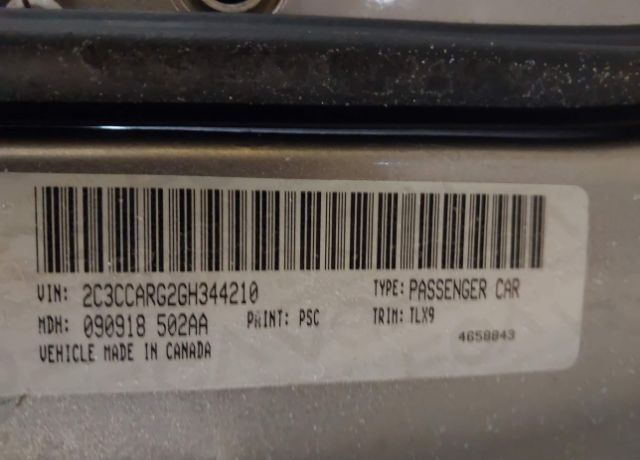 VIN: 2C3CCARG2GH344210 TYPE: PASSENGER CAR
MDH: 090918 502AA PAINT: PSC TRIM: TLX9
VEHICLE MADE IN CANADA 4658843